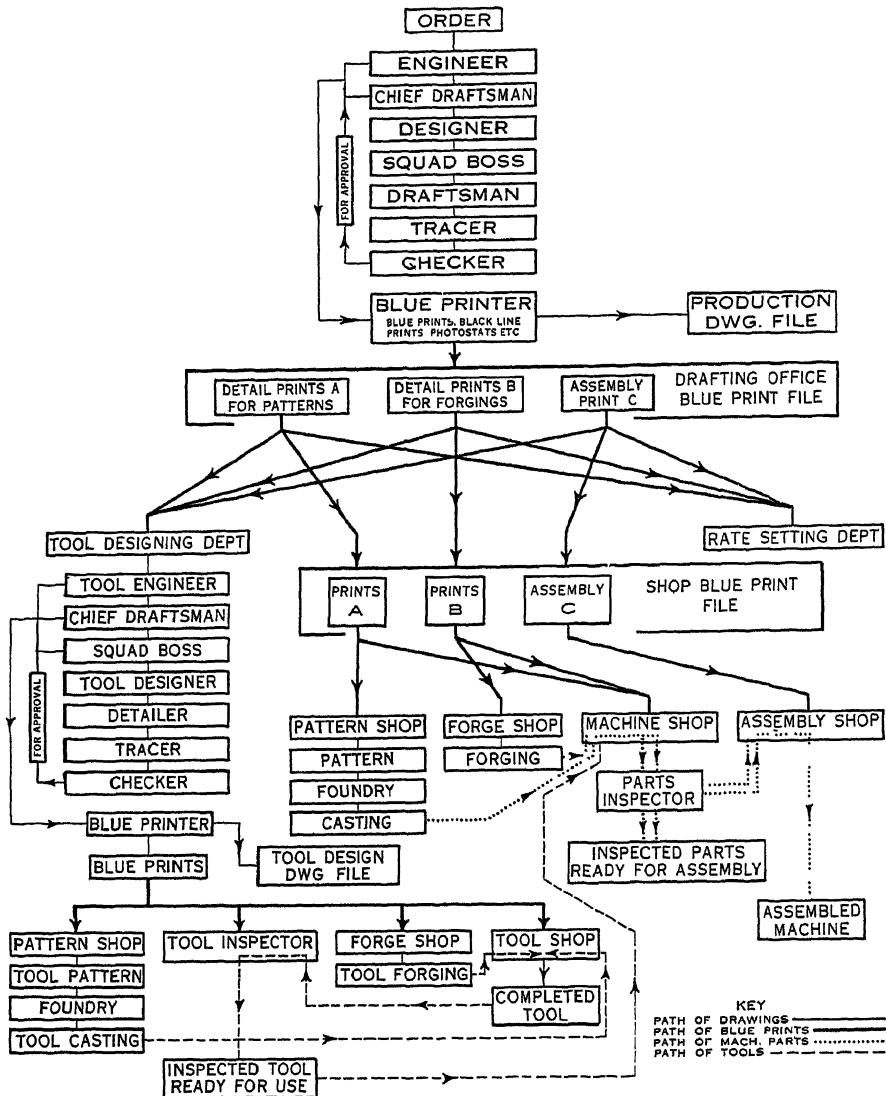 ORDER
ENGINEER
CHIEF DRAFTSMAN
DESIGNER
SQUAD BOSS
DRAFTSMAN
TRACER
CHECKER
FOR APPROVAL
BLUE PRINTER
BLUE PRINTS, BLACK LINE
PRINTS PHOTOSTATS ETC
PRODUCTION
DWG. FILE
DETAIL PRINTS A
FOR PATTERNS
DETAIL PRINTS B
FOR FORGINGS
ASSEMBLY
PRINT C
DRAFTING OFFICE
BLUE PRINT FILE
TOOL DESIGNING DEPT
RATE SETTING DEPT
TOOL ENGINEER
CHIEF DRAFTSMAN
SQUAD BOSS
TOOL DESIGNER
DETAILER
TRACER
CHECKER
FOR APPROVAL
PRINTS
A
PRINTS
B
ASSEMBLY
C
SHOP BLUE PRINT
FILE
PATTERN SHOP
PATTERN
FOUNDRY
CASTING
FORGE SHOP
FORGING
MACHINE SHOP
ASSEMBLY SHOP
PARTS
INSPECTOR
INSPECTED PARTS
READY FOR ASSEMBLY
ASSEMBLED
MACHINE
BLUE PRINTER
BLUE PRINTS
TOOL DESIGN
DWG FILE
PATTERN SHOP
TOOL PATTERN
FOUNDRY
TOOL CASTING
TOOL INSPECTOR
FORGE SHOP
TOOL FORGING
TOOL SHOP
COMPLETED
TOOL
INSPECTED TOOL
READY FOR USE
KEY
PATH OF DRAWINGS
PATH OF BLUE PRINTS
PATH OF MACH. PARTS
PATH OF TOOLS